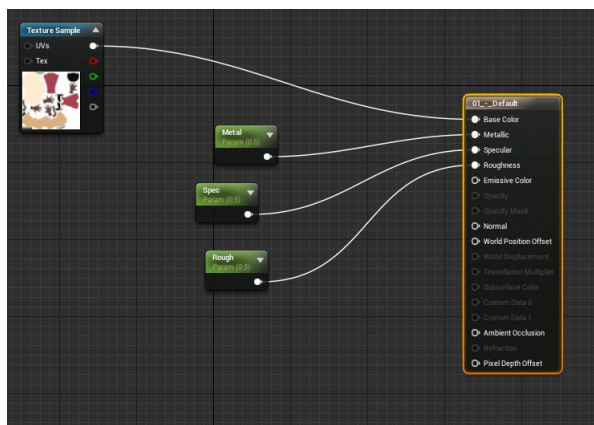 Texture Sample
UVs
Tex
Metal
Param (0.5)
Spec
Param (0.5)
Rough
Param (0.5)
01_-_Default
Base Color
Metallic
Specular
Roughness
Emissive Color
Opacity
Opacity Mask
Normal
World Position Offset
World Displacement
Tessellation Multiplier
Subsurface Color
Custom Data 0
Custom Data 1
Ambient Occlusion
Refraction
Pixel Depth Offset